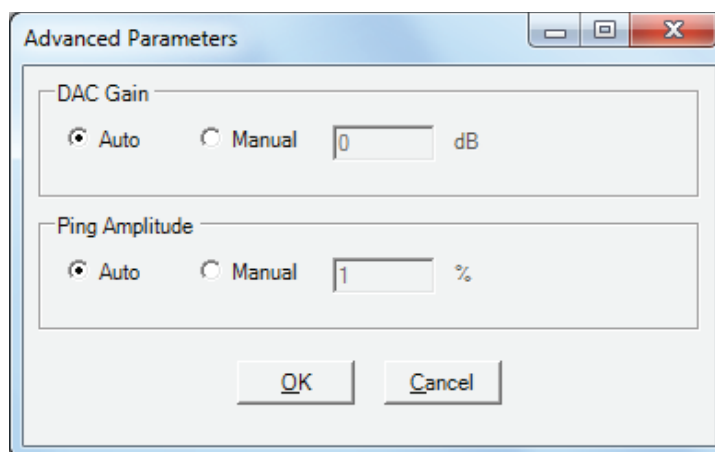 Advanced Parameters
DAC Gain
Auto Manual 0 dB
Ping Amplitude
Auto Manual 1 %
OK Cancel